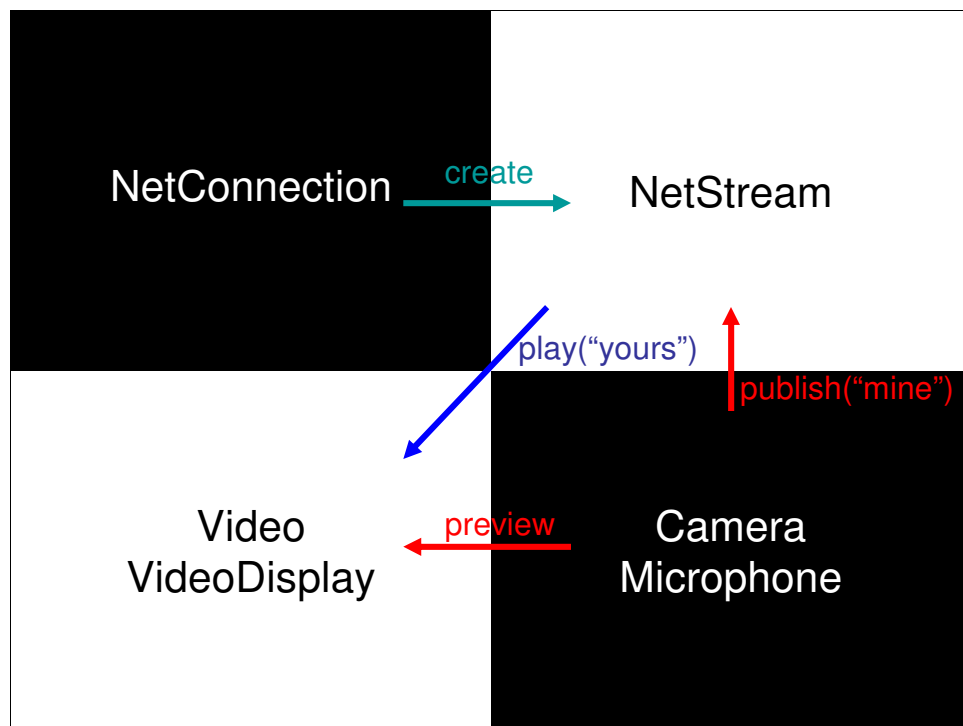 NetConnection
create
NetStream
play(“yours”)
publish(“mine”)
Video
VideoDisplay
preview
Camera
Microphone